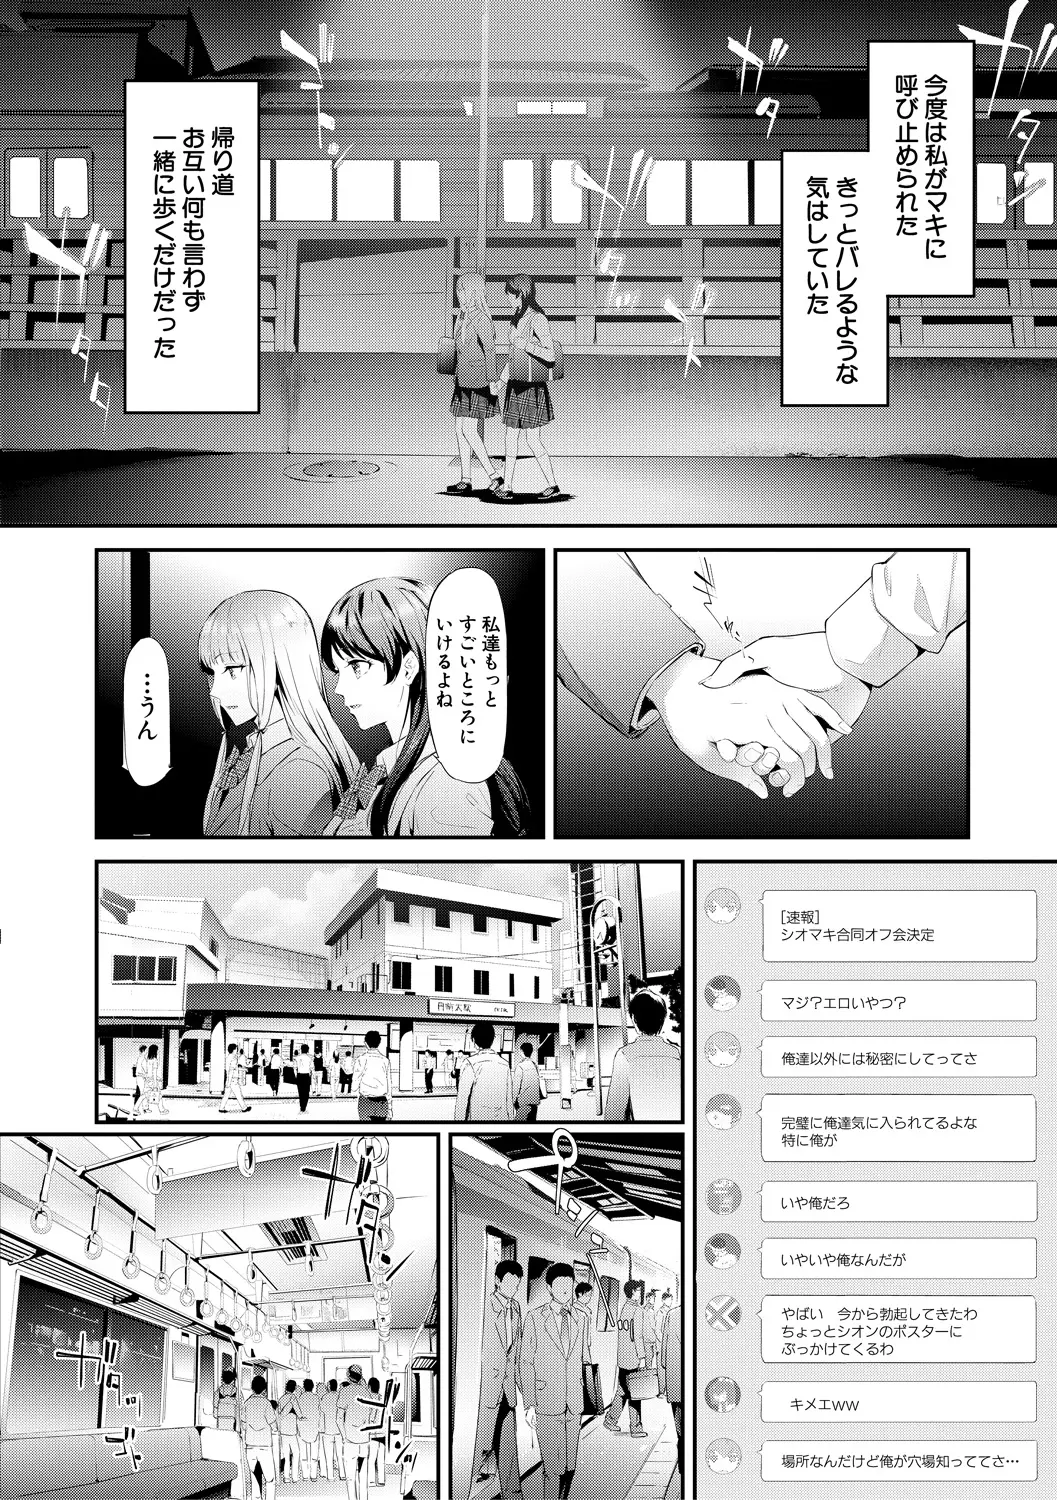 今度は私がマキに
呼び止められた
きっとバレるような
気はしていた
帰り道
お互い何も言わず
一緒に歩くだけだった
私達もっと
すごいところに
いけるよね
…うん
［速報］
シオマキ合同オフ会決定
マジ？エロいやつ？
俺達以外には秘密にしてってさ
完璧に俺達気に入られてるよな
特に俺が
いや俺だろ
いやいや俺なんだが
やばい　今から勃起してきたわ
ちょっとシオンのポスターに
ぶっかけてくるわ
キメエｗｗ
場所なんだけど俺が穴場知っててさ…